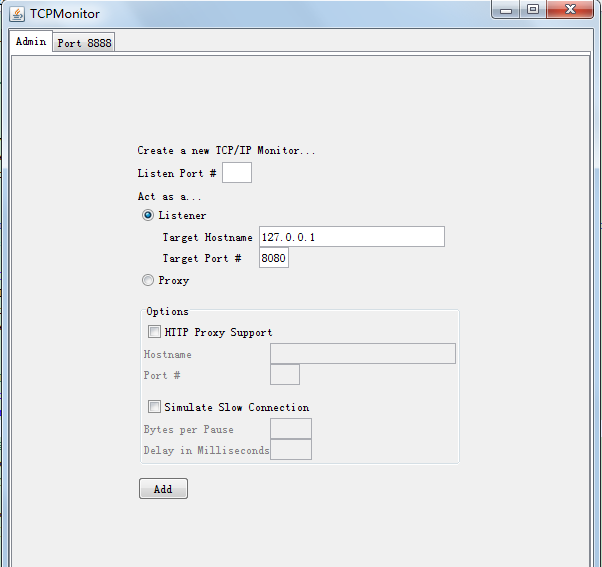 TCPMonitor
Admin Port 8888
Create a new TCP/IP Monitor...
Listen Port #
Act as a...
Listener
Target Hostname 127.0.0.1
Target Port # 8080
Proxy
Options
HTTP Proxy Support
Hostname
Port #
Simulate Slow Connection
Bytes per Pause
Delay in Milliseconds
Add